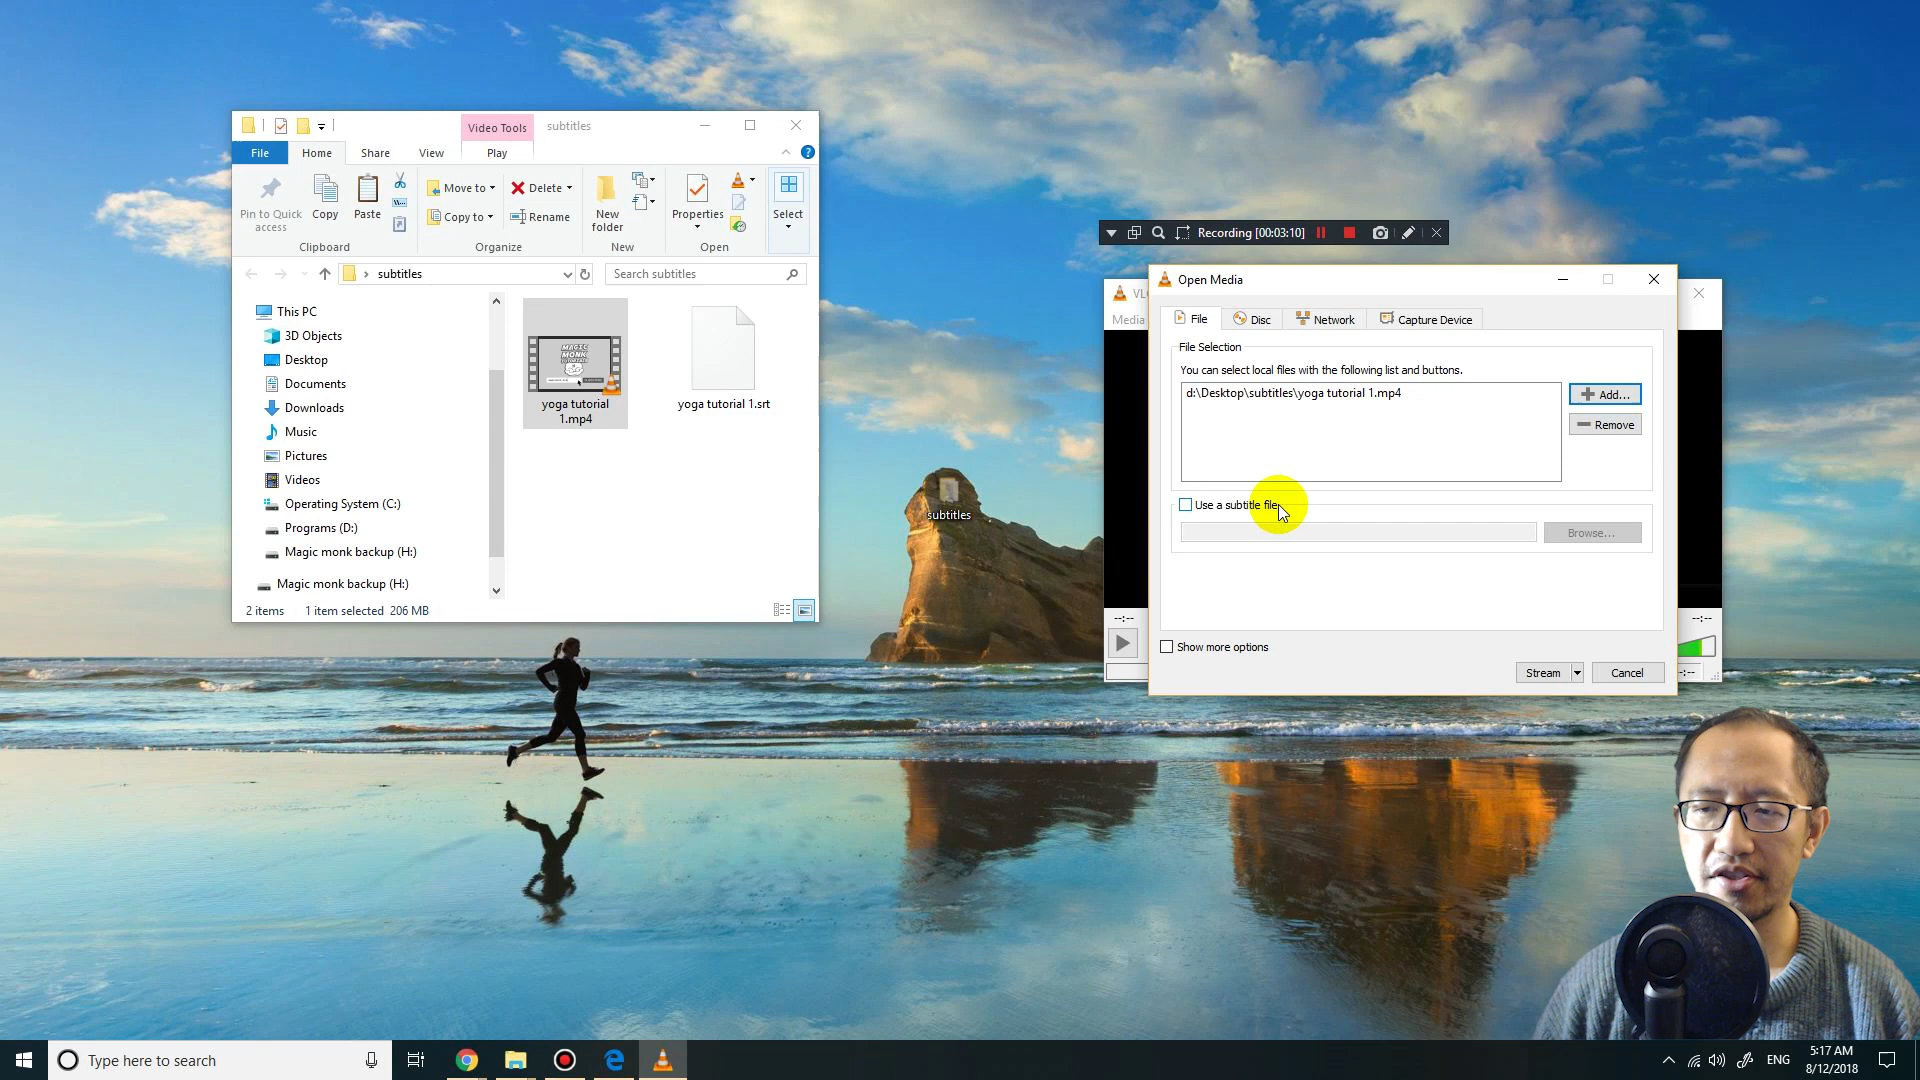 Video Tools
subtitles
File
Home
Share
View
Play
Pin to Quick
access
Copy
Paste
Move to
Copy to
Delete
Rename
New
folder
Properties
Select
Clipboard
Organize
New
Open
subtitles
Search subtitles
This PC
3D Objects
Desktop
Documents
Downloads
Music
Pictures
Videos
Operating System (C:)
Programs (D:)
Magic monk backup (H:)
Magic monk backup (H:)
MAGIC
MONK
yoga tutorial
1.mp4
yoga tutorial 1.srt
2 items
1 item selected 206 MB
subtitles
Recording [00:03:10]
VL
Media
Open Media
File
Disc
Network
Capture Device
File Selection
You can select local files with the following list and buttons.
d:\Desktop\subtitles\yoga tutorial 1.mp4
Add...
Remove
Use a subtitle file
Browse...
Show more options
Stream
Cancel
--:--
--:--
Type here to search
ENG
5:17 AM
8/12/2018